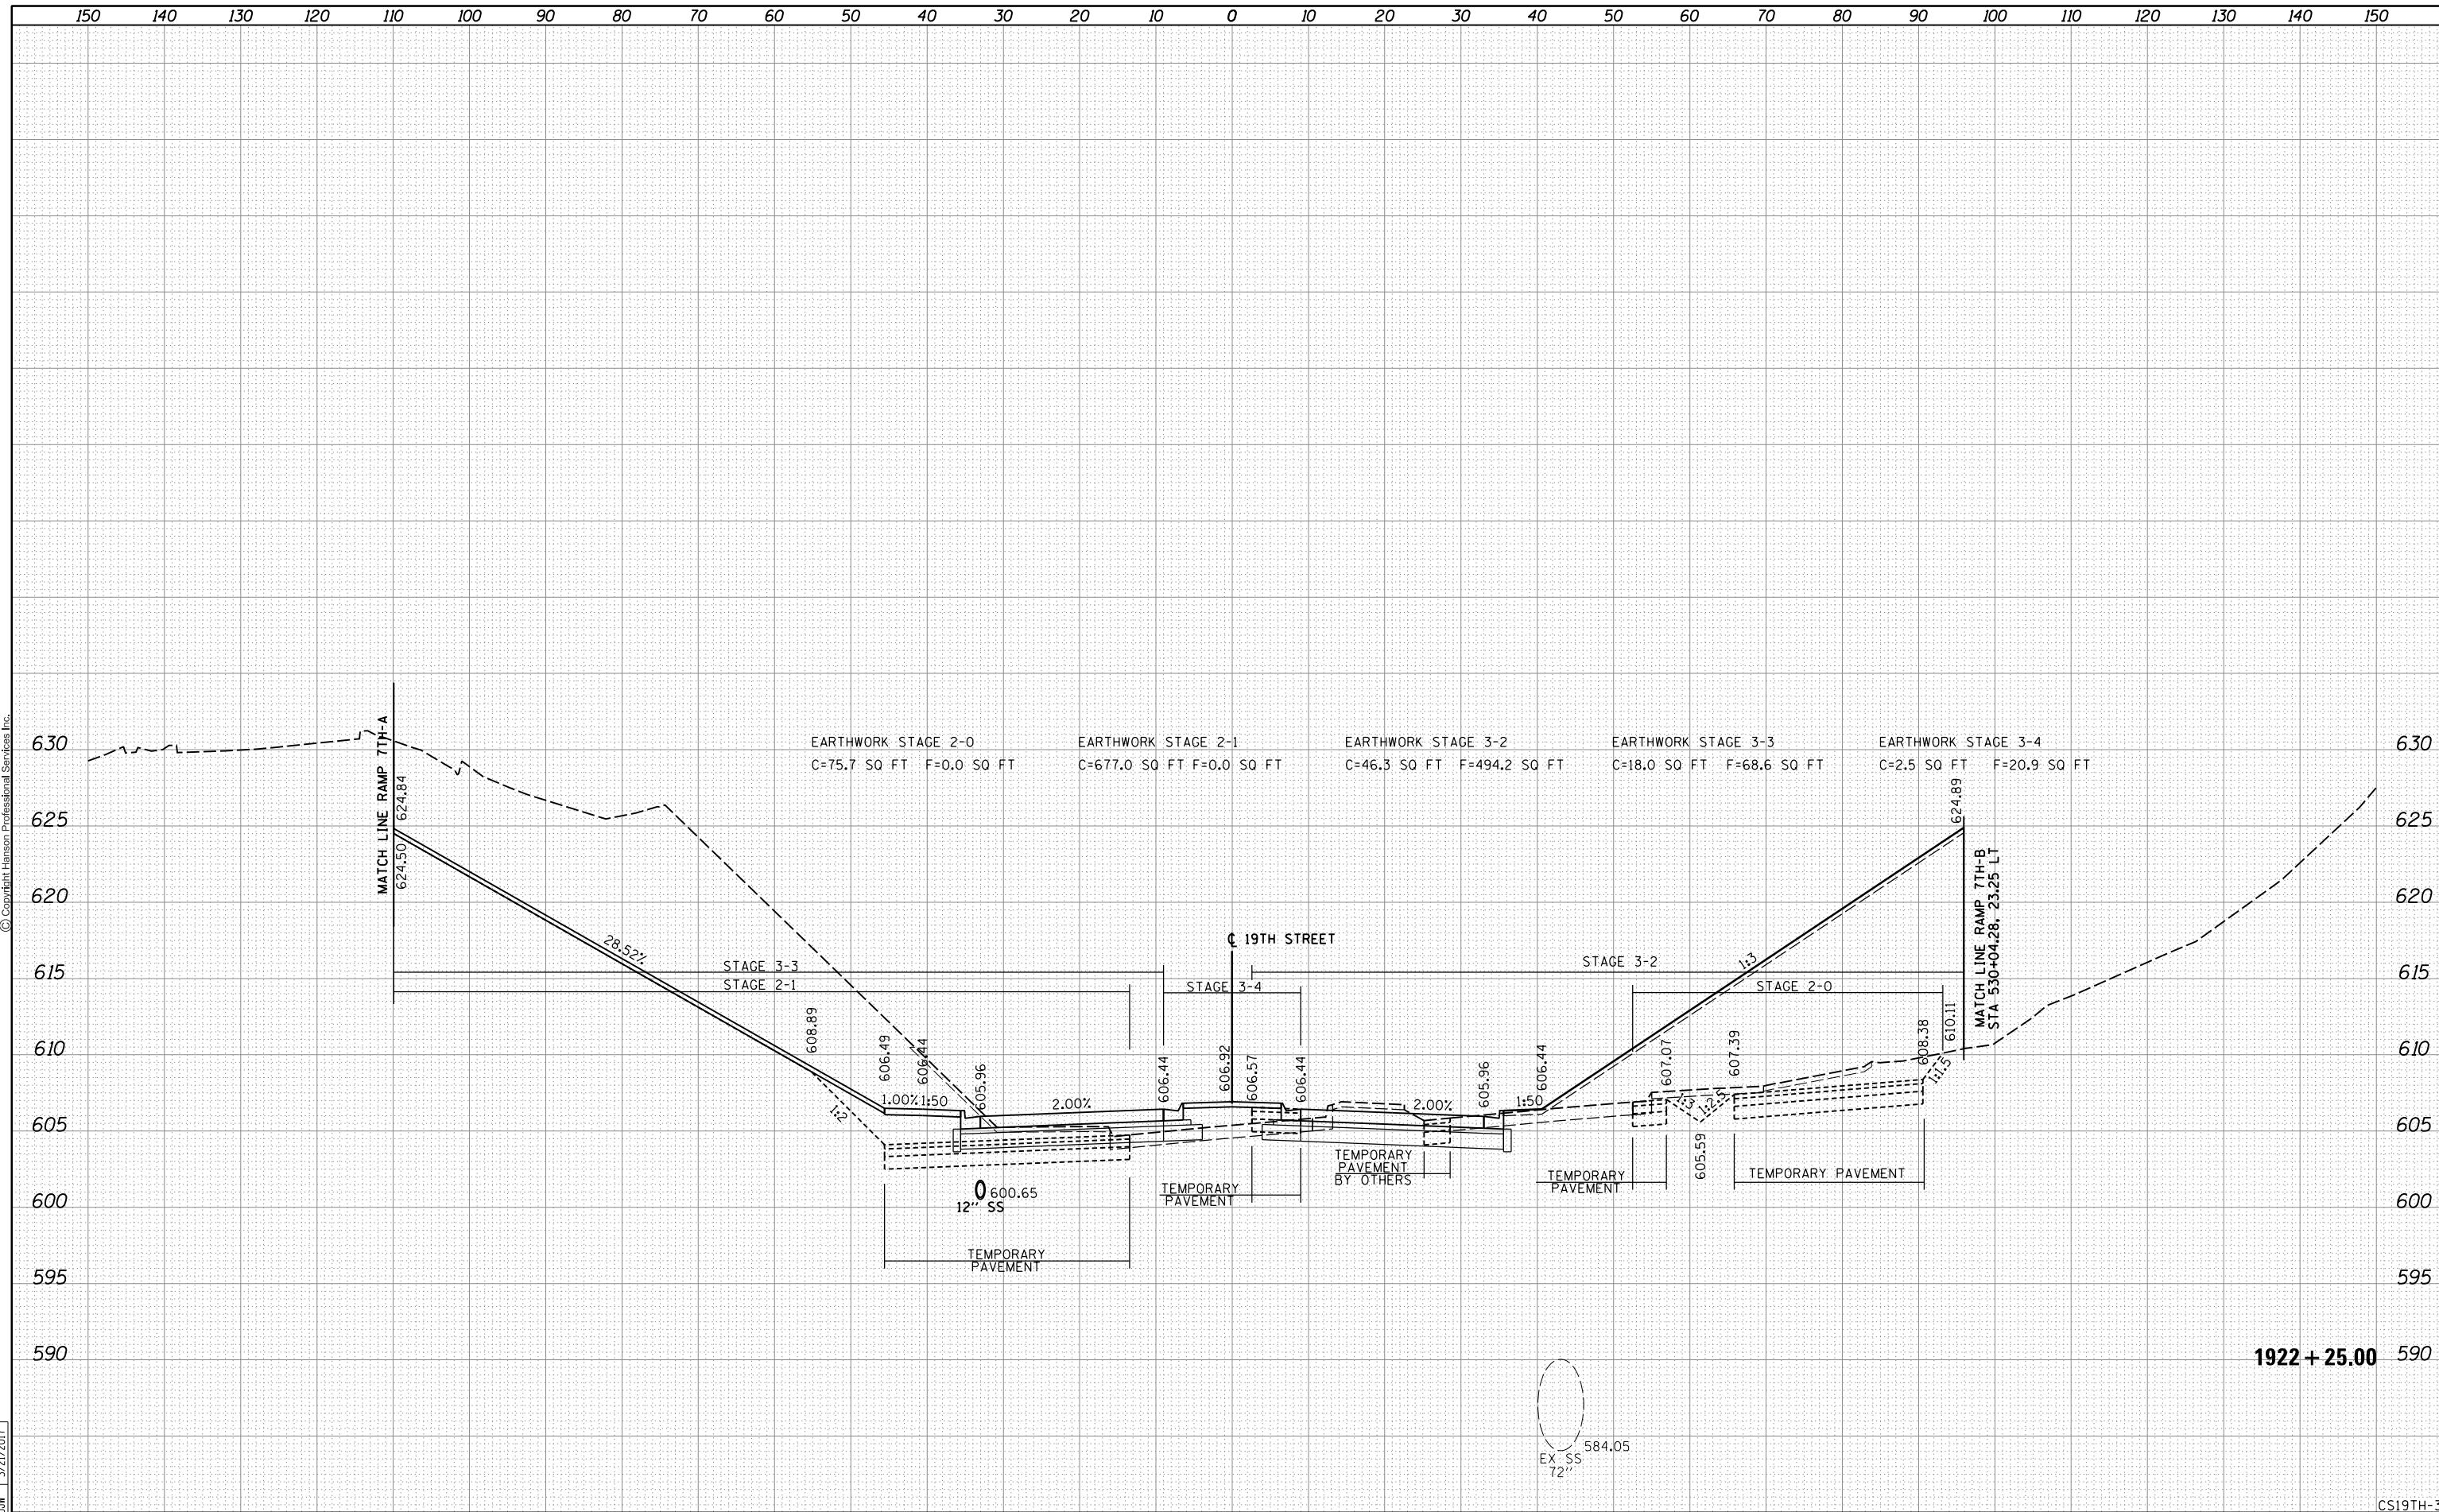 150 140 130 120 110 100 90 80 70 60 50 40 30 20 10 0 10 20 30 40 50 60 70 80 90 100 110 120 130 140 150
© Copyright Hanson Professional Services Inc.
630 630
EARTHWORK STAGE 2-0
C=75.7 SQ FT F=0.0 SQ FT
EARTHWORK STAGE 2-1
C=677.0 SQ FT F=0.0 SQ FT
EARTHWORK STAGE 3-2
C=46.3 SQ FT F=494.2 SQ FT
EARTHWORK STAGE 3-3
C=18.0 SQ FT F=68.6 SQ FT
EARTHWORK STAGE 3-4
C=2.5 SQ FT F=20.9 SQ FT
MATCH LINE RAMP 7TH-A
624.84
624.50
624.89
625 625
MATCH LINE RAMP 7TH-B
STA 530+04.28, 23.25 LT
620 620
℄ 19TH STREET
28.52%
1:3
615 615
STAGE 3-3
STAGE 2-1
STAGE 3-4
STAGE 3-2
STAGE 2-0
610 610
608.89
606.49
606.44
605.96
606.44
606.92
606.57
606.44
605.96
606.44
607.07
607.39
608.38
610.11
1:2
1.00%
1:50
2.00%
2.00%
1:50
1:3
1:2.5
1:1.5
605 605
605.59
600.65
12'' SS
TEMPORARY
PAVEMENT
TEMPORARY
PAVEMENT
BY OTHERS
TEMPORARY
PAVEMENT
TEMPORARY PAVEMENT
600 600
TEMPORARY
PAVEMENT
595 595
590 590
1922+25.00
584.05
EX SS
72''